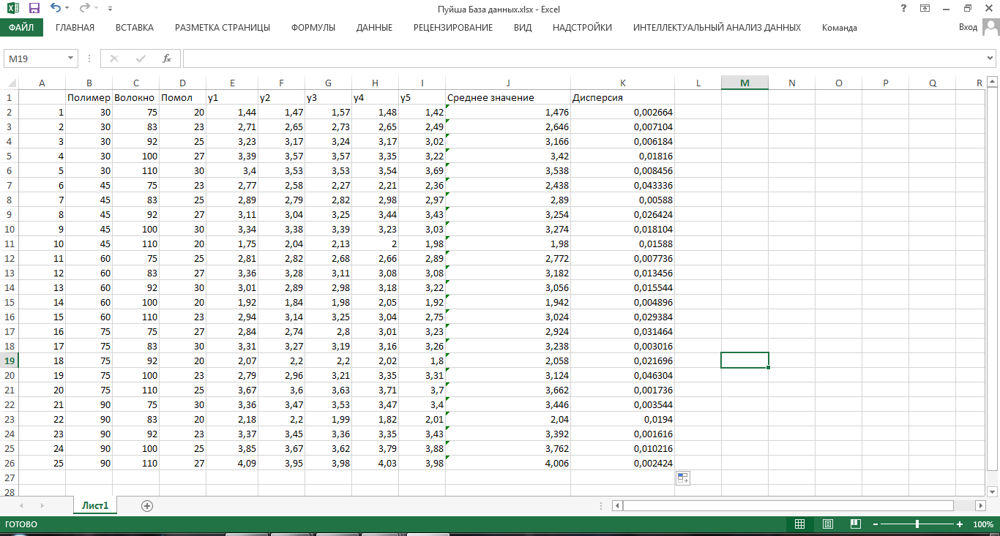 Пуйша База данных.xlsx - Excel
ФАЙЛ ГЛАВНАЯ ВСТАВКА РАЗМЕТКА СТРАНИЦЫ ФОРМУЛЫ ДАННЫЕ РЕЦЕНЗИРОВАНИЕ ВИД НАДСТРОЙКИ ИНТЕЛЛЕКТУАЛЬНЫЙ АНАЛИЗ ДАННЫХ Команда Вход
M19 fx
A B C D E F G H I J K L M N O P Q R
1 Полимер Волокно Помол y1 y2 y3 y4 y5 Среднее значение Дисперсия
2 1 30 75 20 1,44 1,47 1,57 1,48 1,42 1,476 0,002664
3 2 30 83 23 2,71 2,65 2,73 2,65 2,49 2,646 0,007104
4 3 30 92 25 3,23 3,17 3,24 3,17 3,02 3,166 0,006184
5 4 30 100 27 3,39 3,57 3,57 3,35 3,22 3,42 0,01816
6 5 30 110 30 3,4 3,53 3,53 3,54 3,69 3,538 0,008456
7 6 45 75 23 2,77 2,58 2,27 2,21 2,36 2,438 0,043336
8 7 45 83 25 2,89 2,79 2,82 2,98 2,97 2,89 0,00588
9 8 45 92 27 3,11 3,04 3,25 3,44 3,43 3,254 0,026424
10 9 45 100 30 3,34 3,38 3,39 3,23 3,03 3,274 0,018104
11 10 45 110 20 1,75 2,04 2,13 2 1,98 1,98 0,01588
12 11 60 75 25 2,81 2,82 2,68 2,66 2,89 2,772 0,007736
13 12 60 83 27 3,36 3,28 3,11 3,08 3,08 3,182 0,013456
14 13 60 92 30 3,01 2,89 2,98 3,18 3,22 3,056 0,015544
15 14 60 100 20 1,92 1,84 1,98 2,05 1,92 1,942 0,004896
16 15 60 110 23 2,94 3,14 3,25 3,04 2,75 3,024 0,029384
17 16 75 75 27 2,84 2,74 2,8 3,01 3,23 2,924 0,031464
18 17 75 83 30 3,31 3,27 3,19 3,16 3,26 3,238 0,003016
19 18 75 92 20 2,07 2,2 2,2 2,02 1,8 2,058 0,021696
20 19 75 100 23 2,79 2,96 3,21 3,35 3,31 3,124 0,046304
21 20 75 110 25 3,67 3,6 3,63 3,71 3,7 3,662 0,001736
22 21 90 75 30 3,36 3,47 3,53 3,47 3,4 3,446 0,003544
23 22 90 83 20 2,18 2,2 1,99 1,82 2,01 2,04 0,0194
24 23 90 92 23 3,37 3,45 3,36 3,35 3,43 3,392 0,001616
25 24 90 100 25 3,85 3,67 3,62 3,79 3,88 3,762 0,010216
26 25 90 110 27 4,09 3,95 3,98 4,03 3,98 4,006 0,002424
27
28
Лист1
ГОТОВО 100%